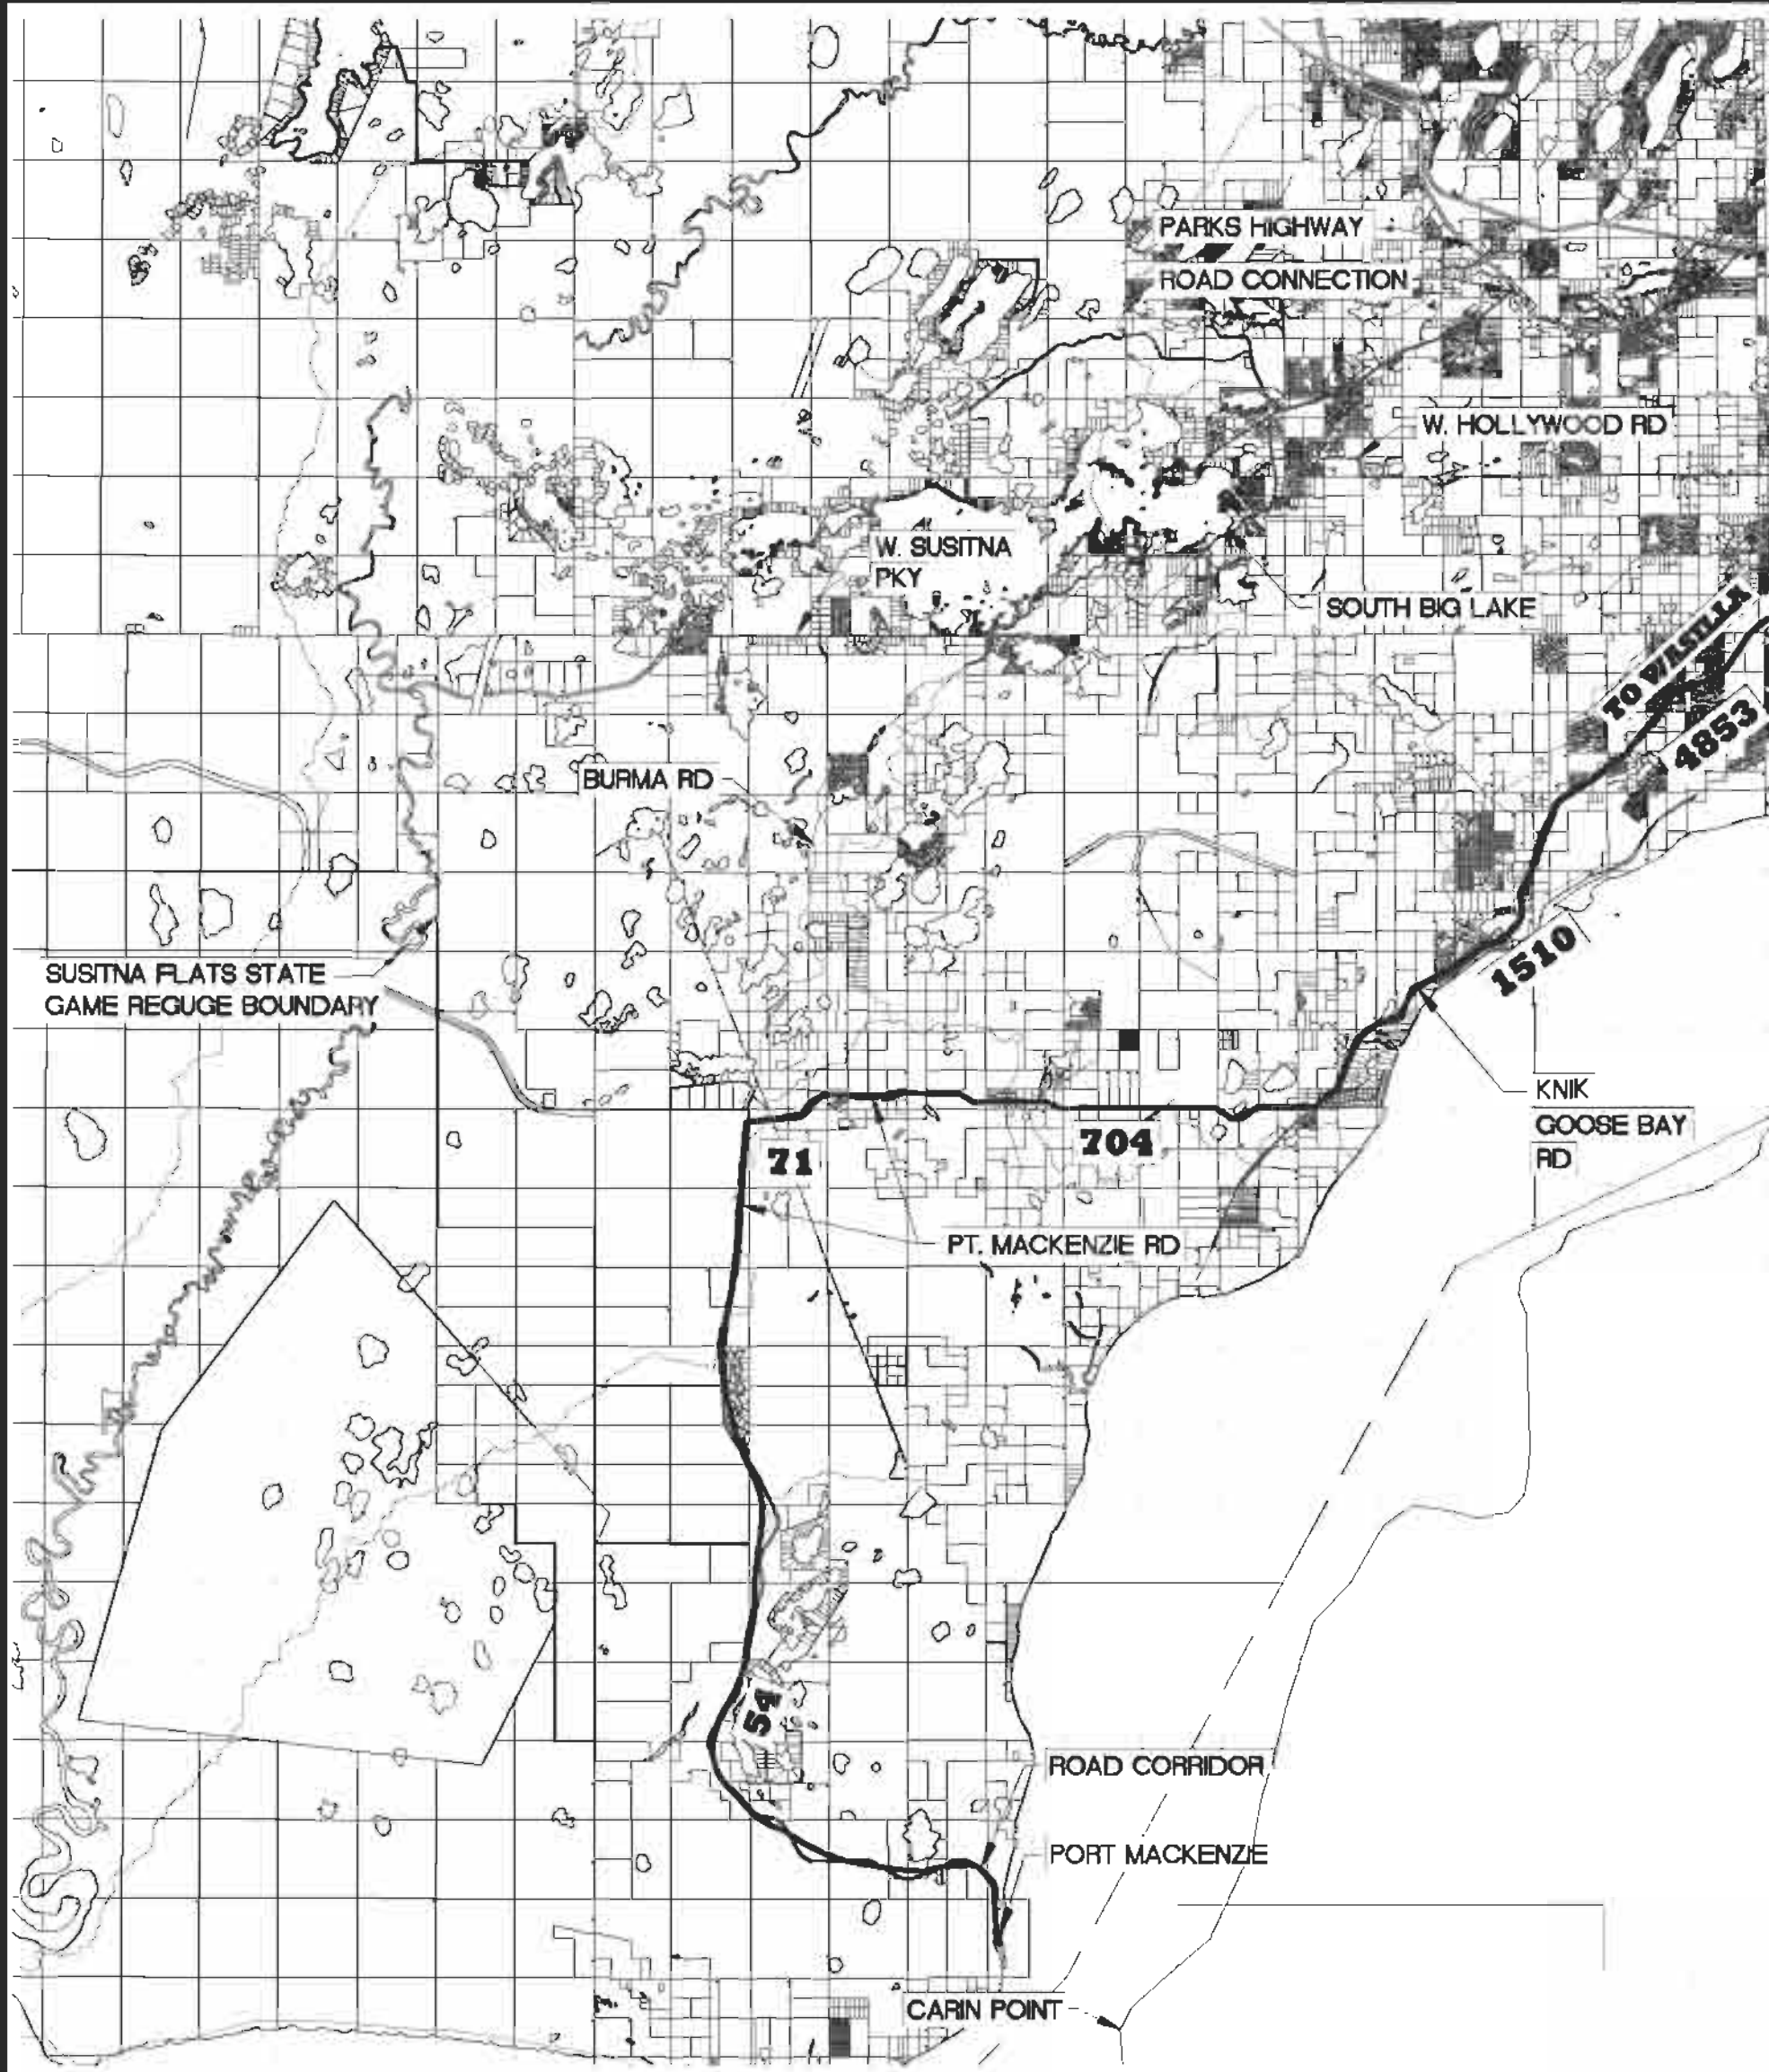 PARKS HIGHWAY
ROAD CONNECTION
W. HOLLYWOOD RD
W. SUSITNA
PKY
SOUTH BIG LAKE
TO WASILLA
4853
BURMA RD
1510
SUSITNA FLATS STATE
GAME REGUGE BOUNDARY
KNIK
GOOSE BAY
RD
704
71
PT. MACKENZIE RD
54
ROAD CORRIDOR
PORT MACKENZIE
CARIN POINT